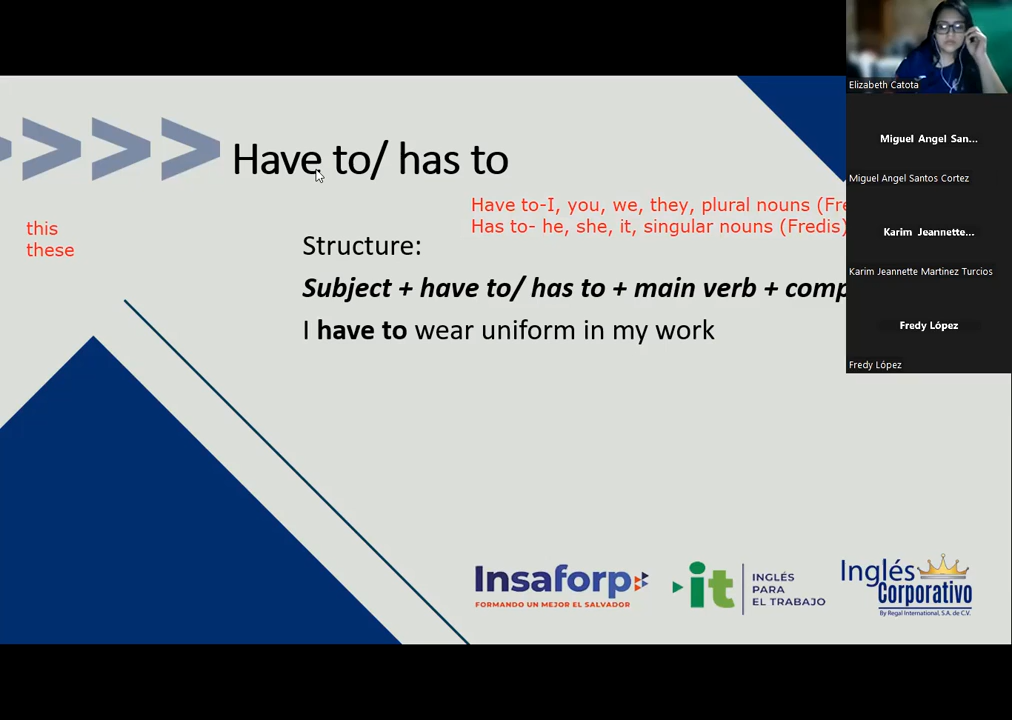 Elizabeth Catota
Miguel Angel San...
Miguel Angel Santos Cortez
Karim Jeannette...
Karim Jeannette Martinez Turcios
Fredy López
Fredy López
>>>> Have to/ has to
this
these
Have to-I, you, we, they, plural nouns (Fre
Has to- he, she, it, singular nouns (Fredis)
Structure:
Subject + have to/ has to + main verb + comp
I have to wear uniform in my work
Insaforp
FORMANDO UN MEJOR EL SALVADOR
it
INGLÉS
PARA
EL TRABAJO
Inglés
Corporativo
By Regal International, S.A. de C.V.